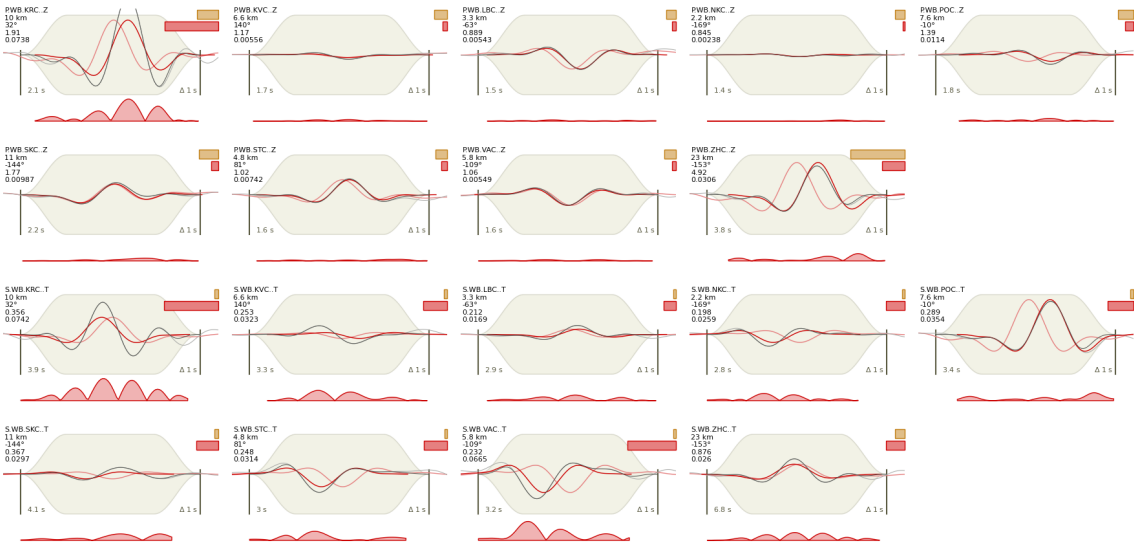 P.WB.KRC..Z
10 km
32°
1.91
0.0738
2.1 s
Δ 1 s
P.WB.KVC..Z
6.6 km
140°
1.17
0.00556
1.7 s
Δ 1 s
P.WB.LBC..Z
3.3 km
-63°
0.889
0.00543
1.5 s
Δ 1 s
P.WB.NKC..Z
2.2 km
-169°
0.845
0.00238
1.4 s
Δ 1 s
P.WB.POC..Z
7.6 km
-10°
1.39
0.0114
1.8 s
Δ 1 s
P.WB.SKC..Z
11 km
-144°
1.77
0.00987
2.2 s
Δ 1 s
P.WB.STC..Z
4.8 km
81°
1.02
0.00742
1.6 s
Δ 1 s
P.WB.VAC..Z
5.8 km
-109°
1.06
0.00549
1.6 s
Δ 1 s
P.WB.ZHC..Z
23 km
-153°
4.92
0.0306
3.8 s
Δ 1 s
S.WB.KRC..T
10 km
32°
0.356
0.0742
3.9 s
Δ 1 s
S.WB.KVC..T
6.6 km
140°
0.253
0.0323
3.3 s
Δ 1 s
S.WB.LBC..T
3.3 km
-63°
0.212
0.0169
2.9 s
Δ 1 s
S.WB.NKC..T
2.2 km
-169°
0.198
0.0259
2.8 s
Δ 1 s
S.WB.POC..T
7.6 km
-10°
0.289
0.0354
3.4 s
Δ 1 s
S.WB.SKC..T
11 km
-144°
0.367
0.0297
4.1 s
Δ 1 s
S.WB.STC..T
4.8 km
81°
0.248
0.0314
3 s
Δ 1 s
S.WB.VAC..T
5.8 km
-109°
0.232
0.0665
3.2 s
Δ 1 s
S.WB.ZHC..T
23 km
-153°
0.876
0.026
6.8 s
Δ 1 s